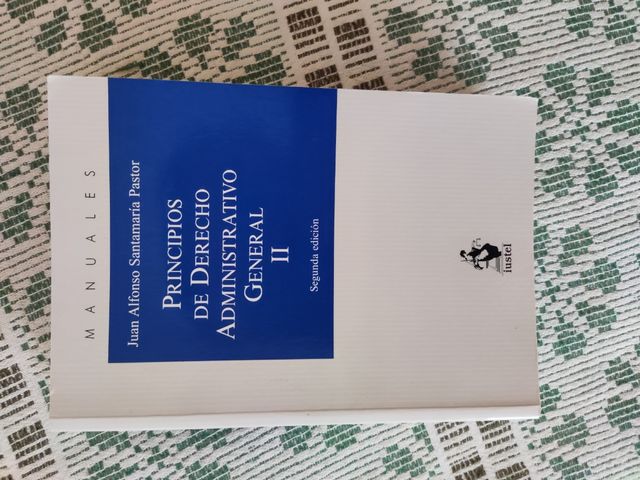 MANUALES
Juan Alfonso Santamaría Pastor
PRINCIPIOS
DE DERECHO
ADMINISTRATIVO
GENERAL
II
Segunda edición
iustel